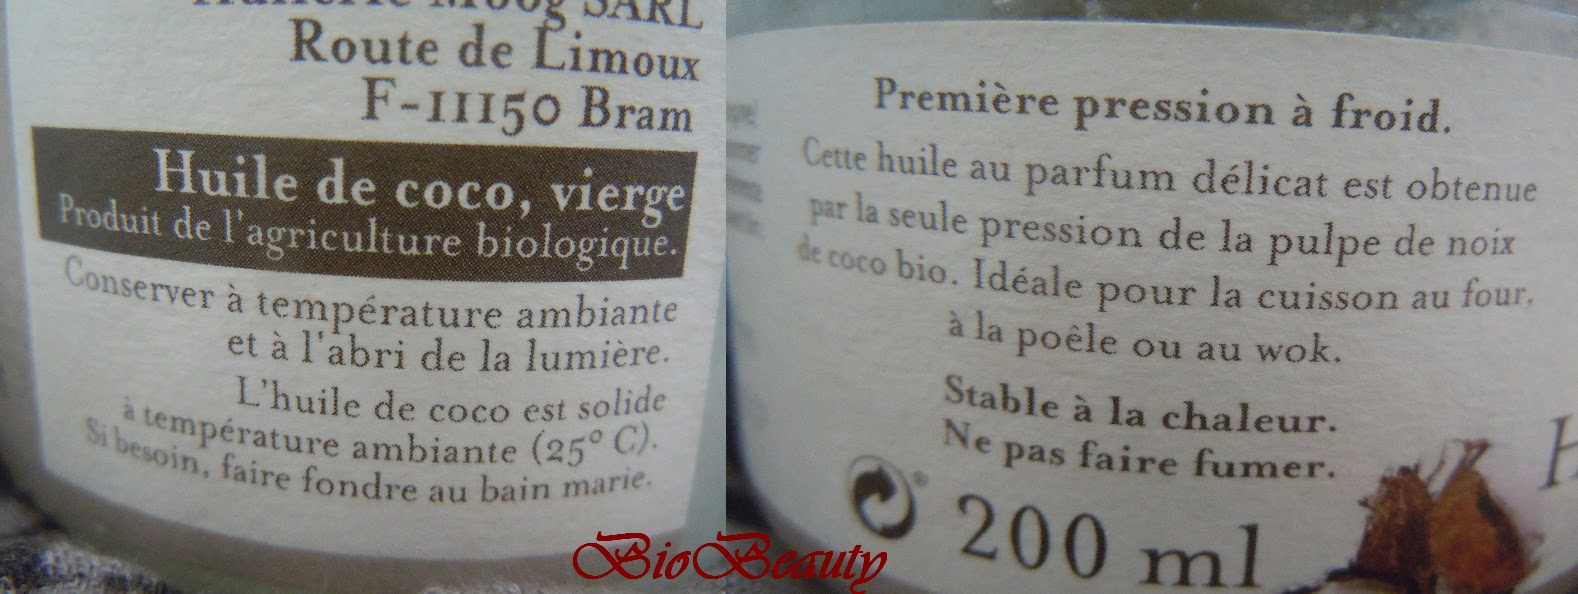 Huilerie Moog SARL
Route de Limoux
F-11150 Bram
Huile de coco, vierge
Produit de l'agriculture biologique.
Conserver à température ambiante
et à l'abri de la lumière.
L'huile de coco est solide
à température ambiante (25° C).
Si besoin, faire fondre au bain marie.
Première pression à froid.
Cette huile au parfum délicat est obtenue
par la seule pression de la pulpe de noix
de coco bio. Idéale pour la cuisson au four,
à la poêle ou au wok.
Stable à la chaleur.
Ne pas faire fumer.
®
200 ml
H
BioBeauty